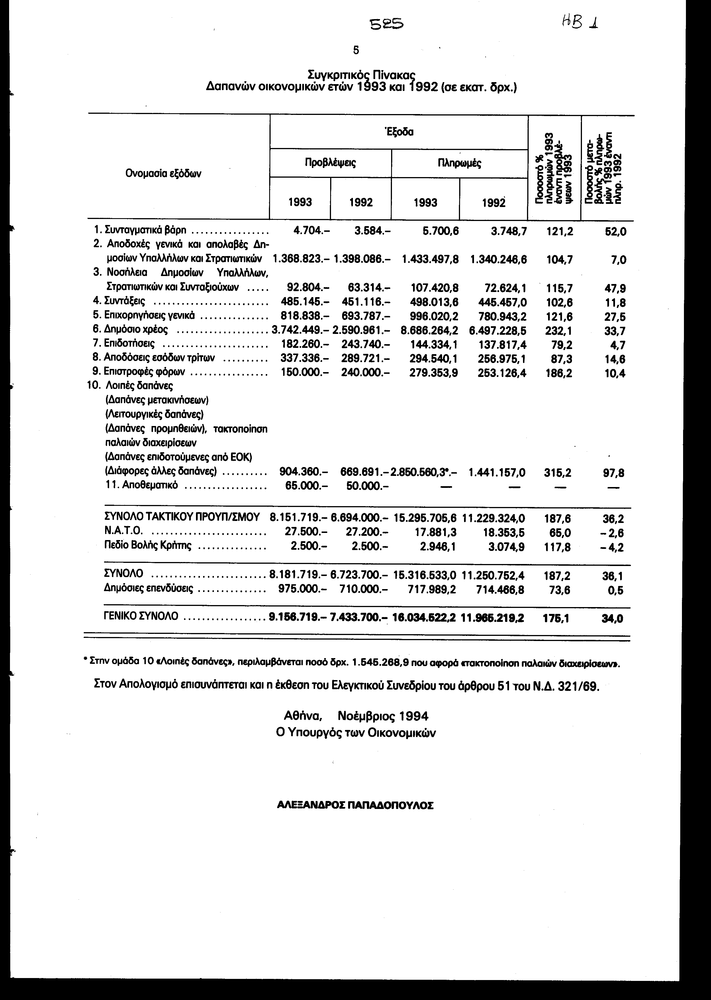 525
HB 1
5
Συγκριτικός Πίνακας
Δαπανών οικονομικών ετών 1993 και 1992 (σε εκατ. δρχ.)
Ονομασία εξόδων
Έξοδα
Προβλέψεις
Πληρωμές
1993 1992 1993 1992
Ποσοστό %
πληρωμών 1993
έναντι προβλέ-
ψεων 1993
Ποσοστό μετα-
βολής % πληρω-
μών 1993 έναντι
πληρ. 1992
1. Συνταγματικά βάρη ................ 4.704.– 3.584.– 5.700,6 3.748,7 121,2 52,0
2. Αποδοχές γενικά και απολαβές Δη-
μοσίων Υπαλλήλων και Στρατιωτικών 1.368.823.– 1.398.086.– 1.433.497,8 1.340.246,6 104,7 7,0
3. Νοσήλεια Δημοσίων Υπαλλήλων,
Στρατιωτικών και Συνταξιούχων ..... 92.804.– 63.314.– 107.420,8 72.624,1 115,7 47,9
4. Συντάξεις ........................ 485.145.– 451.116.– 498.013,6 445.457,0 102,6 11,8
5. Επιχορηγήσεις γενικά .............. 818.838.– 693.787.– 996.020,2 780.943,2 121,6 27,5
6. Δημόσιο χρέος ................... 3.742.449.– 2.590.961.– 8.686.264,2 6.497.228,5 232,1 33,7
7. Επιδοτήσεις ...................... 182.260.– 243.740.– 144.334,1 137.817,4 79,2 4,7
8. Αποδόσεις εσόδων τρίτων .......... 337.336.– 289.721.– 294.540,1 256.975,1 87,3 14,6
9. Επιστροφές φόρων ................ 150.000.– 240.000.– 279.353,9 253.126,4 186,2 10,4
10. Λοιπές δαπάνες
(Δαπάνες μετακινήσεων)
(Λειτουργικές δαπάνες)
(Δαπάνες προμηθειών), τακτοποίηση
παλαιών διαχειρίσεων
(Δαπάνες επιδοτούμενες από ΕΟΚ)
(Διάφορες άλλες δαπάνες) .......... 904.360.– 669.691.– 2.850.560,3*.– 1.441.157,0 315,2 97,8
11. Αποθεματικό .................. 65.000.– 50.000.– — — — —
ΣΥΝΟΛΟ ΤΑΚΤΙΚΟΥ ΠΡΟΥΠ/ΣΜΟΥ 8.151.719.– 6.694.000.– 15.295.705,6 11.229.324,0 187,6 36,2
Ν.Α.Τ.Ο. ......................... 27.500.– 27.200.– 17.881,3 18.353,5 65,0 –2,6
Πεδίο Βολής Κρήτης ............... 2.500.– 2.500.– 2.946,1 3.074,9 117,8 –4,2
ΣΥΝΟΛΟ ......................... 8.181.719.– 6.723.700.– 15.316.533,0 11.250.752,4 187,2 36,1
Δημόσιες επενδύσεις ............... 975.000.– 710.000.– 717.989,2 714.466,8 73,6 0,5
ΓΕΝΙΚΟ ΣΥΝΟΛΟ .................. 9.156.719.– 7.433.700.– 16.034.522,2 11.965.219,2 175,1 34,0
* Στην ομάδα 10 «Λοιπές δαπάνες», περιλαμβάνεται ποσό δρχ. 1.545.268,9 που αφορά «τακτοποίηση παλαιών διαχειρίσεων».
Στον Απολογισμό επισυνάπτεται και η έκθεση του Ελεγκτικού Συνεδρίου του άρθρου 51 του Ν.Δ. 321/69.
Αθήνα, Νοέμβριος 1994
Ο Υπουργός των Οικονομικών
ΑΛΕΞΑΝΔΡΟΣ ΠΑΠΑΔΟΠΟΥΛΟΣ